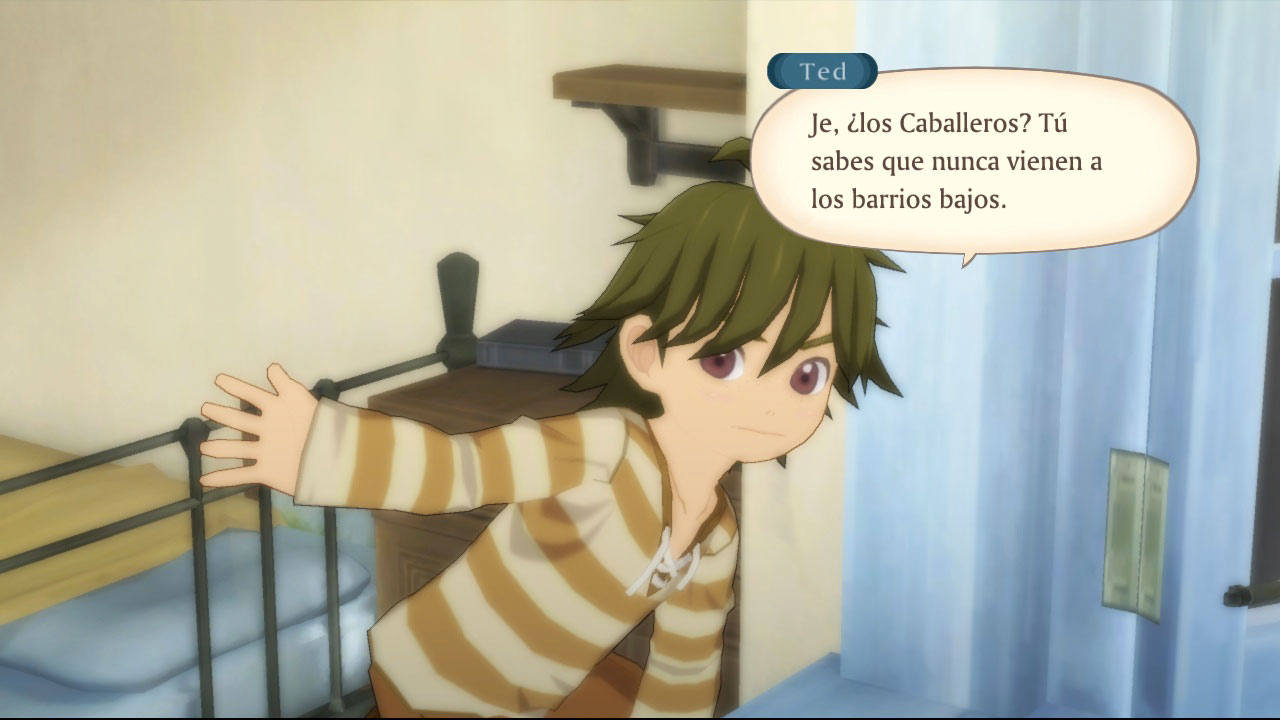 Ted
Je, ¿los Caballeros? Tú
sabes que nunca vienen a
los barrios bajos.